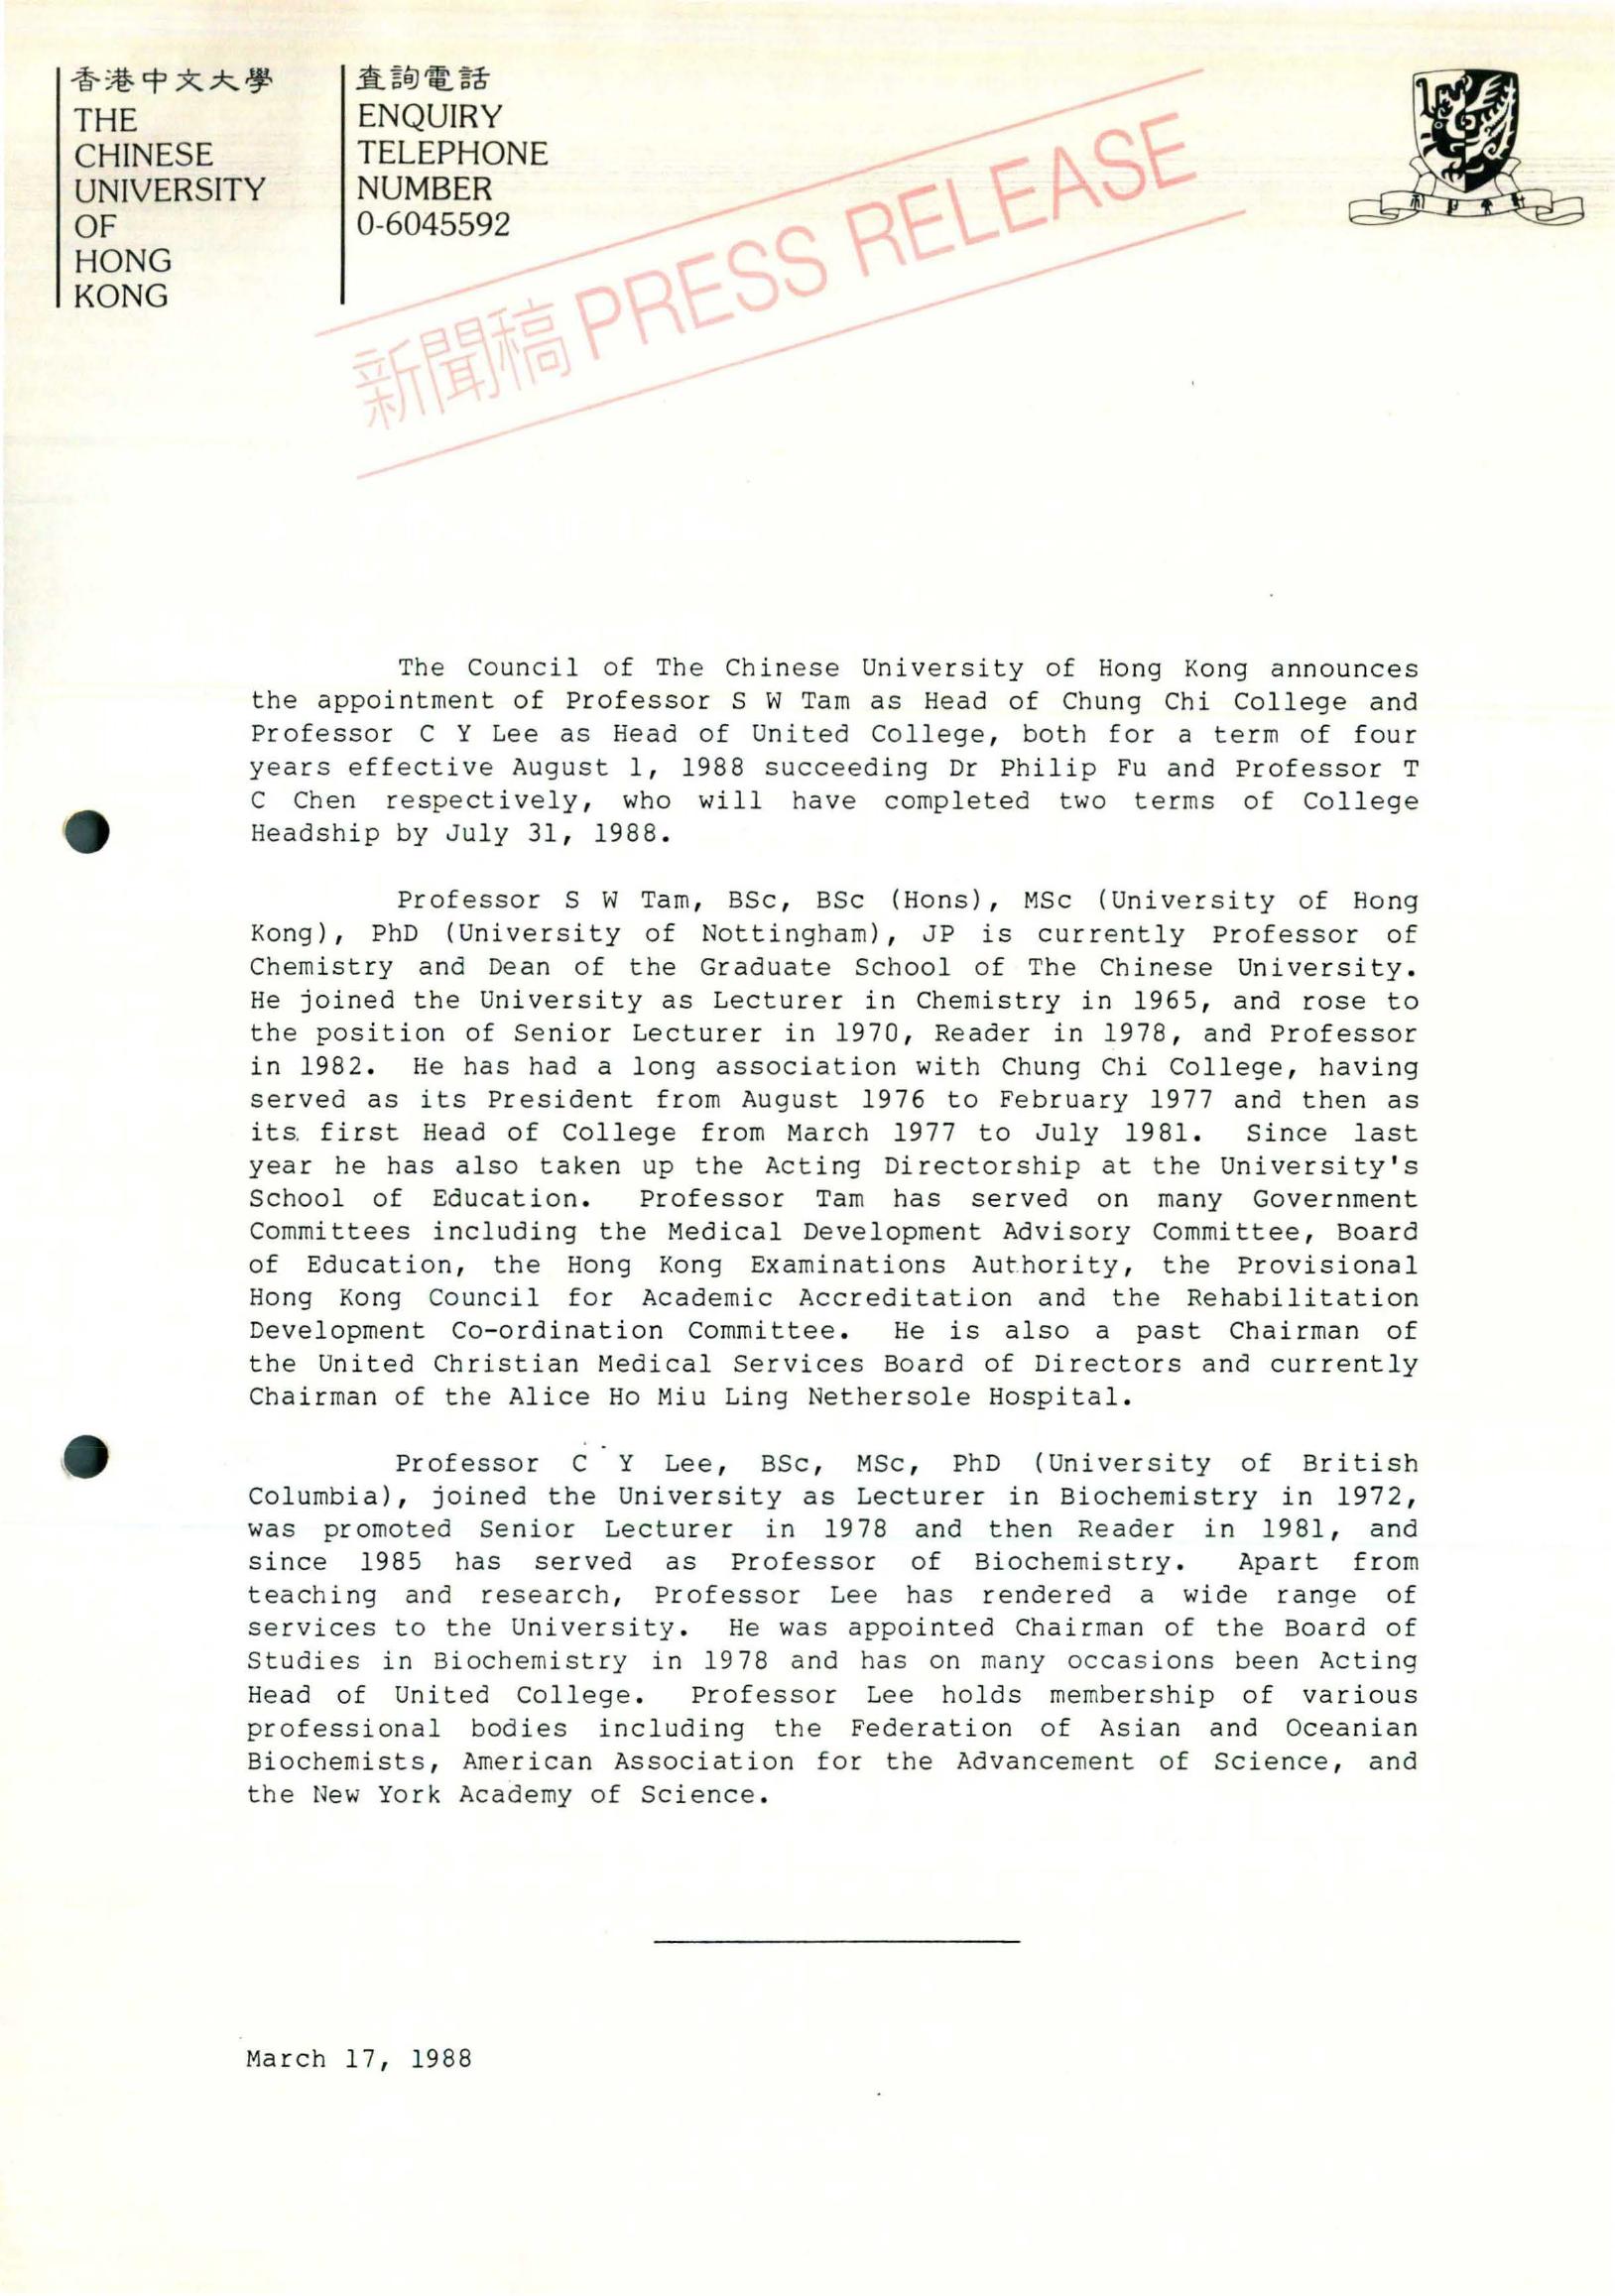 香港中文大學
THE
CHINESE
UNIVERSITY
OF
HONG
KONG
查詢電話
ENQUIRY
TELEPHONE
NUMBER
0-6045592
新聞稿 PRESS RELEASE
The Council of The Chinese University of Hong Kong announces
the appointment of Professor S W Tam as Head of Chung Chi College and
Professor C Y Lee as Head of United College, both for a term of four
years effective August 1, 1988 succeeding Dr Philip Fu and Professor T
C Chen respectively, who will have completed two terms of College
Headship by July 31, 1988.
Professor S W Tam, BSc, BSc (Hons), MSc (University of Hong
Kong), PhD (University of Nottingham), JP is currently Professor of
Chemistry and Dean of the Graduate School of The Chinese University.
He joined the University as Lecturer in Chemistry in 1965, and rose to
the position of Senior Lecturer in 1970, Reader in 1978, and Professor
in 1982. He has had a long association with Chung Chi College, having
served as its President from August 1976 to February 1977 and then as
its first Head of College from March 1977 to July 1981. Since last
year he has also taken up the Acting Directorship at the University's
School of Education. Professor Tam has served on many Government
Committees including the Medical Development Advisory Committee, Board
of Education, the Hong Kong Examinations Authority, the Provisional
Hong Kong Council for Academic Accreditation and the Rehabilitation
Development Co-ordination Committee. He is also a past Chairman of
the United Christian Medical Services Board of Directors and currently
Chairman of the Alice Ho Miu Ling Nethersole Hospital.
Professor C Y Lee, BSc, MSc, PhD (University of British
Columbia), joined the University as Lecturer in Biochemistry in 1972,
was promoted Senior Lecturer in 1978 and then Reader in 1981, and
since 1985 has served as Professor of Biochemistry. Apart from
teaching and research, Professor Lee has rendered a wide range of
services to the University. He was appointed Chairman of the Board of
Studies in Biochemistry in 1978 and has on many occasions been Acting
Head of United College. Professor Lee holds membership of various
professional bodies including the Federation of Asian and Oceanian
Biochemists, American Association for the Advancement of Science, and
the New York Academy of Science.
March 17, 1988